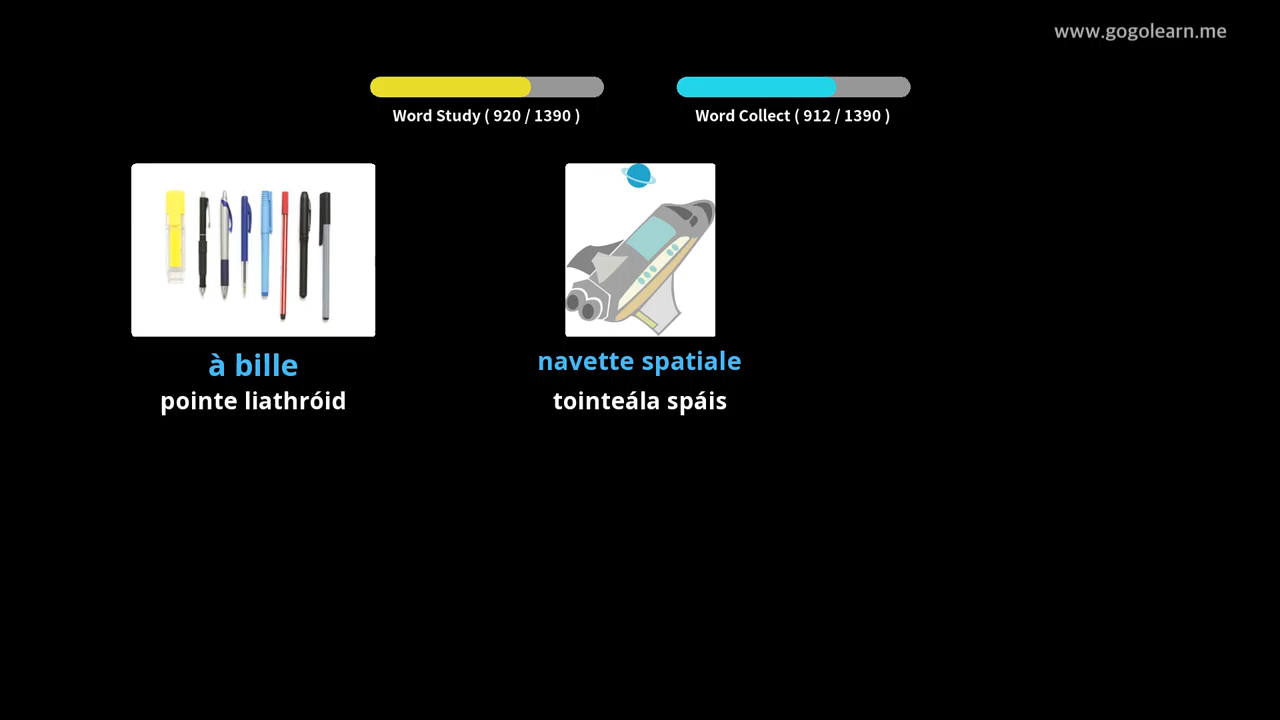 www.gogolearn.me
Word Study ( 920 / 1390 )
Word Collect ( 912 / 1390 )
à bille
pointe liathróid
navette spatiale
tointeála spáis